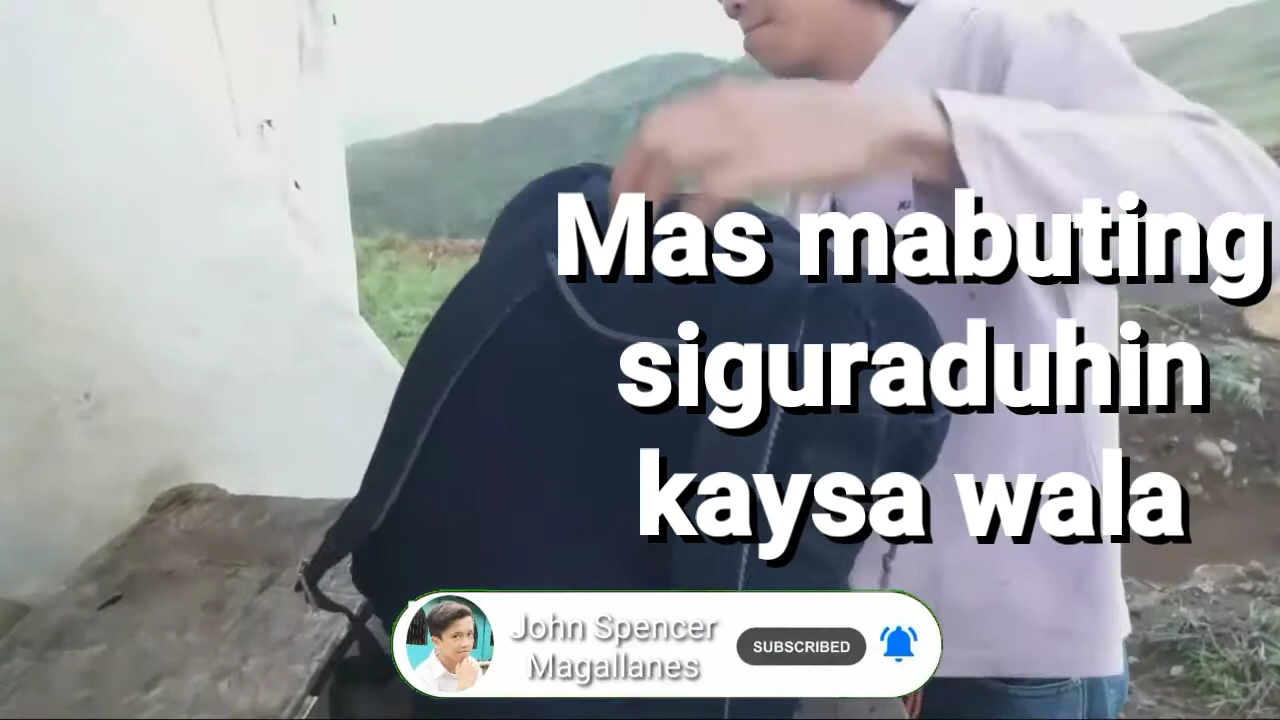 Mas mabuting
siguraduhin
kaysa wala
John Spencer
Magallanes
SUBSCRIBED